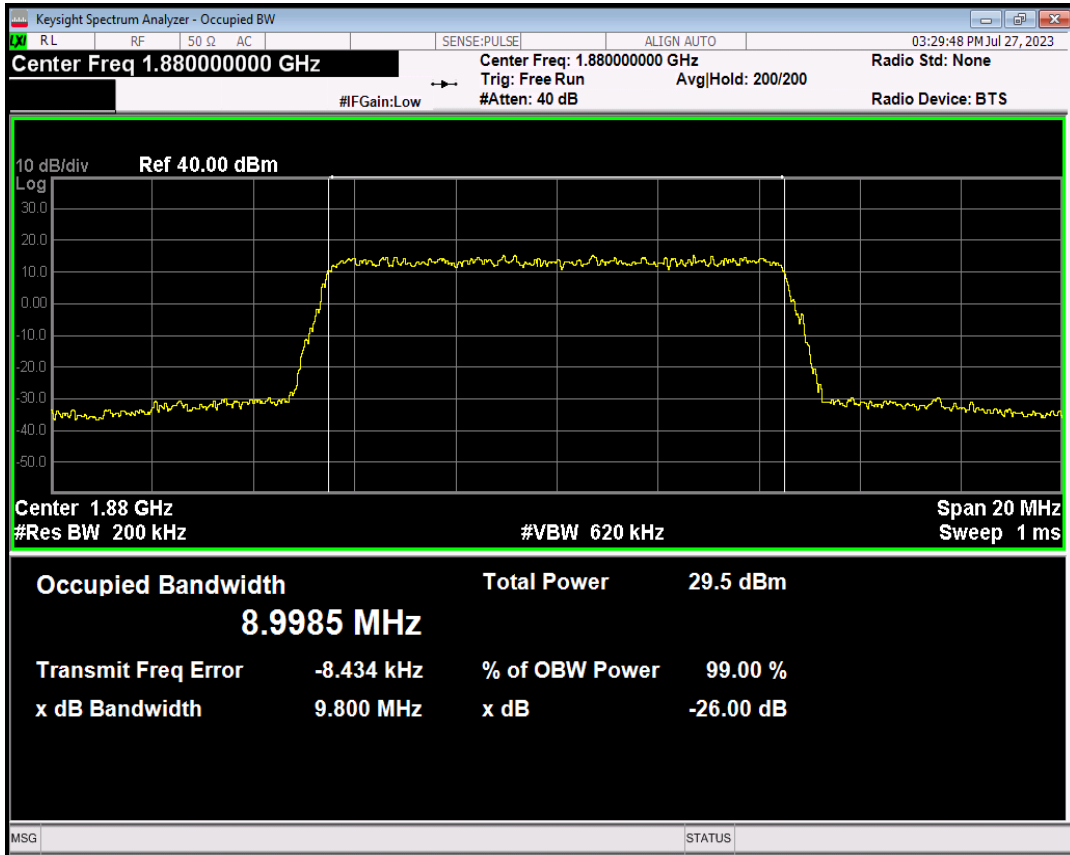 Keysight Spectrum Analyzer - Occupied BW
LXI RL RF 50 Ω AC SENSE:PULSE ALIGN AUTO 03:29:48 PM Jul 27, 2023
Center Freq 1.880000000 GHz Center Freq: 1.880000000 GHz Radio Std: None
Trig: Free Run Avg|Hold: 200/200
#IFGain:Low #Atten: 40 dB Radio Device: BTS
10 dB/div Ref 40.00 dBm
Log
30.0
20.0
10.0
0.00
-10.0
-20.0
-30.0
-40.0
-50.0
Center 1.88 GHz Span 20 MHz
#Res BW 200 kHz #VBW 620 kHz Sweep 1 ms
Occupied Bandwidth Total Power 29.5 dBm
8.9985 MHz
Transmit Freq Error -8.434 kHz % of OBW Power 99.00 %
x dB Bandwidth 9.800 MHz x dB -26.00 dB
MSG STATUS